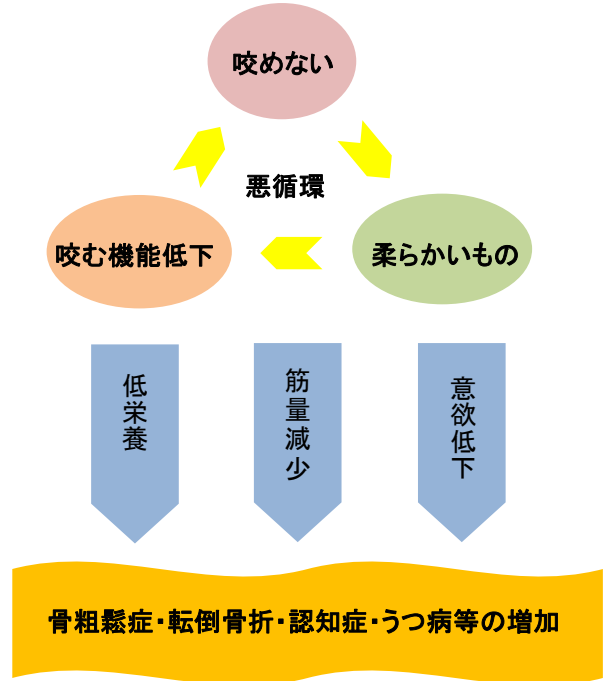 咬めない
悪循環
咬む機能低下
柔らかいもの
低栄養
筋量減少
意欲低下
骨粗鬆症・転倒骨折・認知症・うつ病等の増加